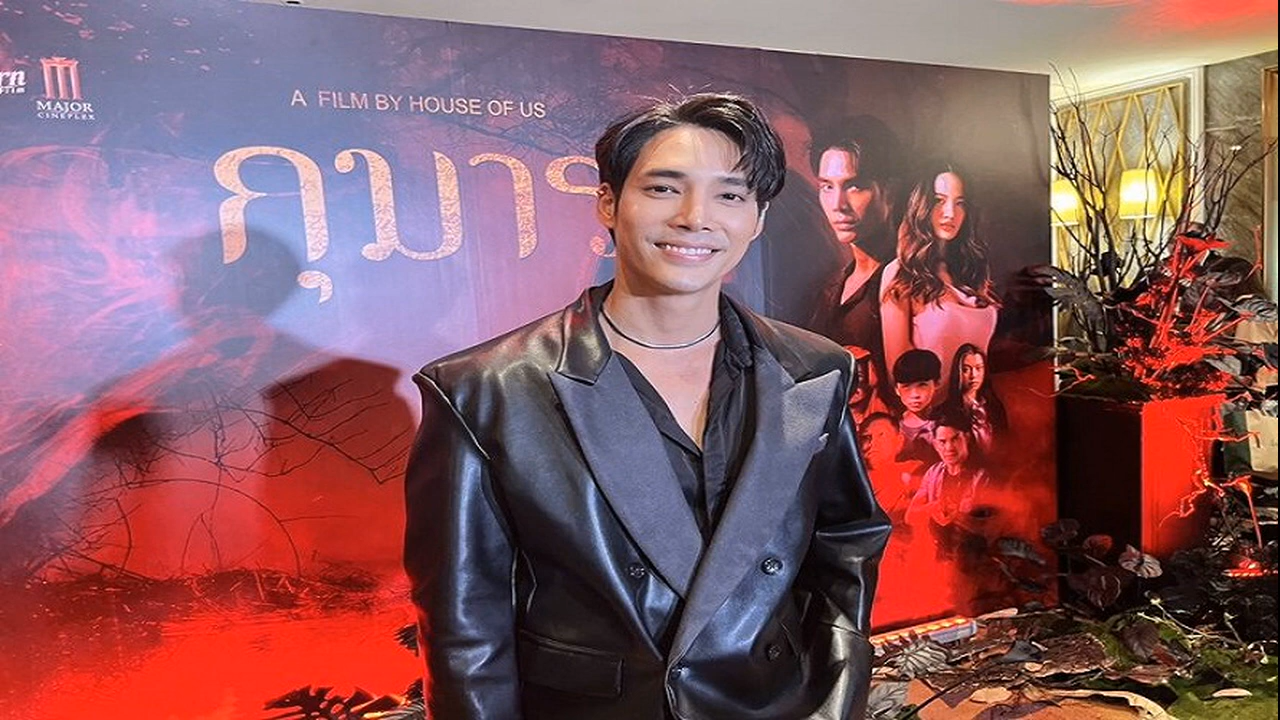 MAJOR
CINEPLEX
A FILM BY HOUSE OF US
กุมาร